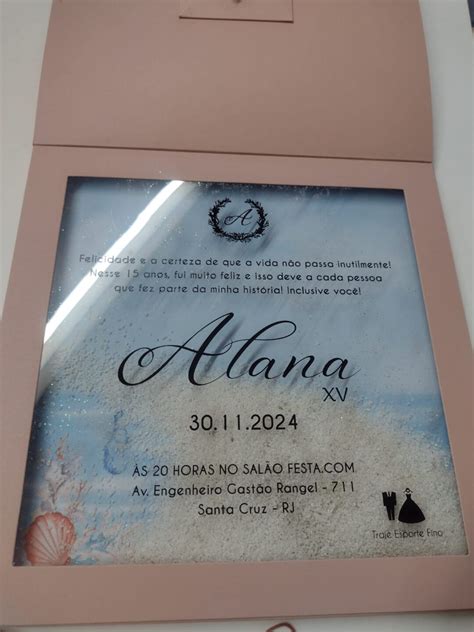 A
Felicidade e a certeza de que a vida não passa inutilmente!
Nesse 15 anos, fui muito feliz e isso deve a cada pessoa
que fez parte da minha história! Inclusive você!
Alana
XV
30.11.2024
ÀS 20 HORAS NO SALÃO FESTA.COM
Av. Engenheiro Gastão Rangel - 711
Santa Cruz - RJ
Traje Esporte Fino